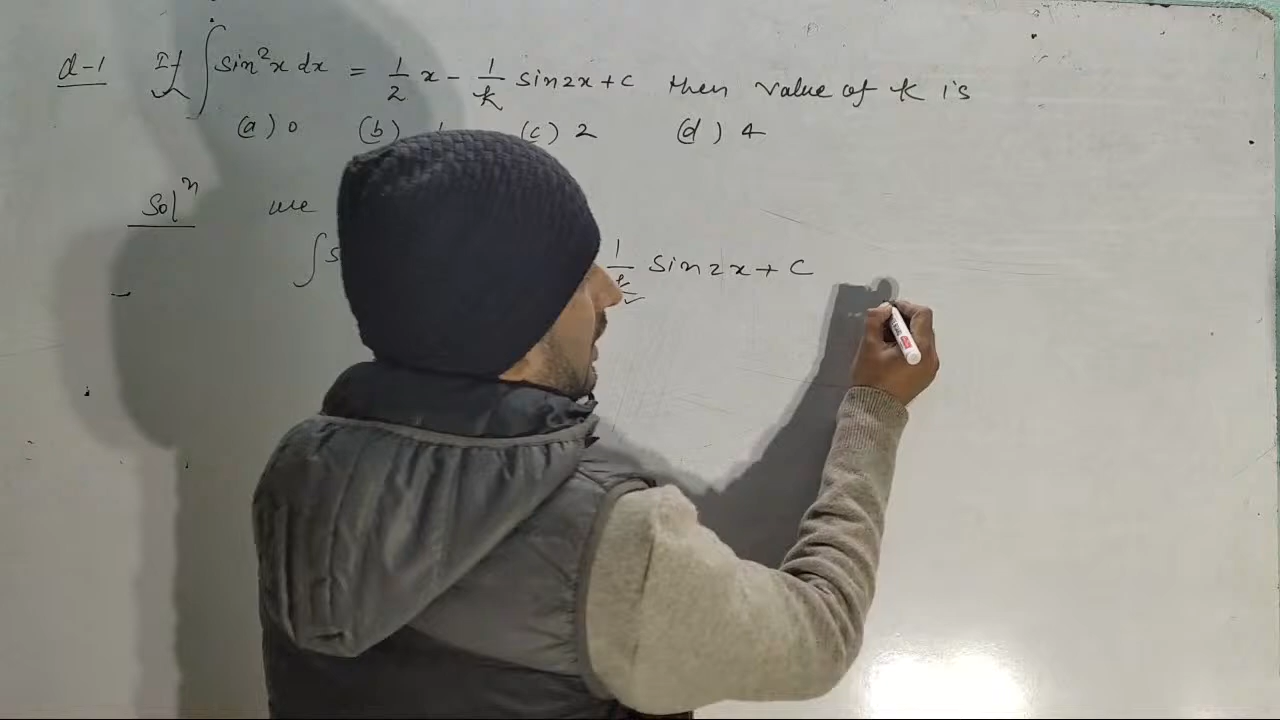 Q-1 If ∫sin²x dx = 1/2 x - 1/k sin2x + C then value of k is
(a) 0 (b) (c) 2 (d) 4
Solⁿ we
∫s 1/k sin2x + C